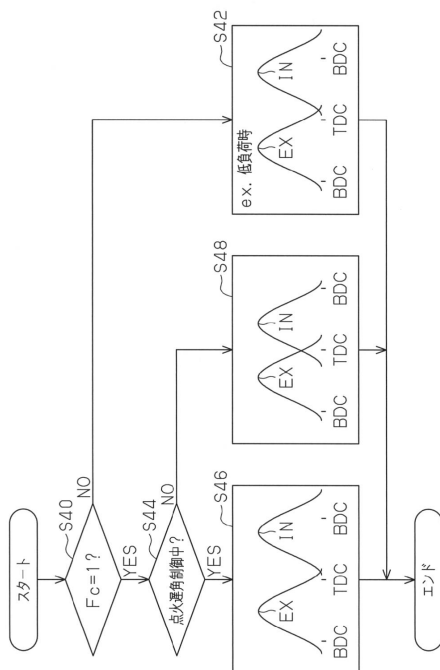 スタート
S40
Fc=1?
NO
YES
S44
点火遅角制御中?
NO
YES
S46
EX
IN
BDC TDC BDC
S48
EX
IN
BDC TDC BDC
S42
ex. 低負荷時
EX
IN
BDC TDC BDC
エンド